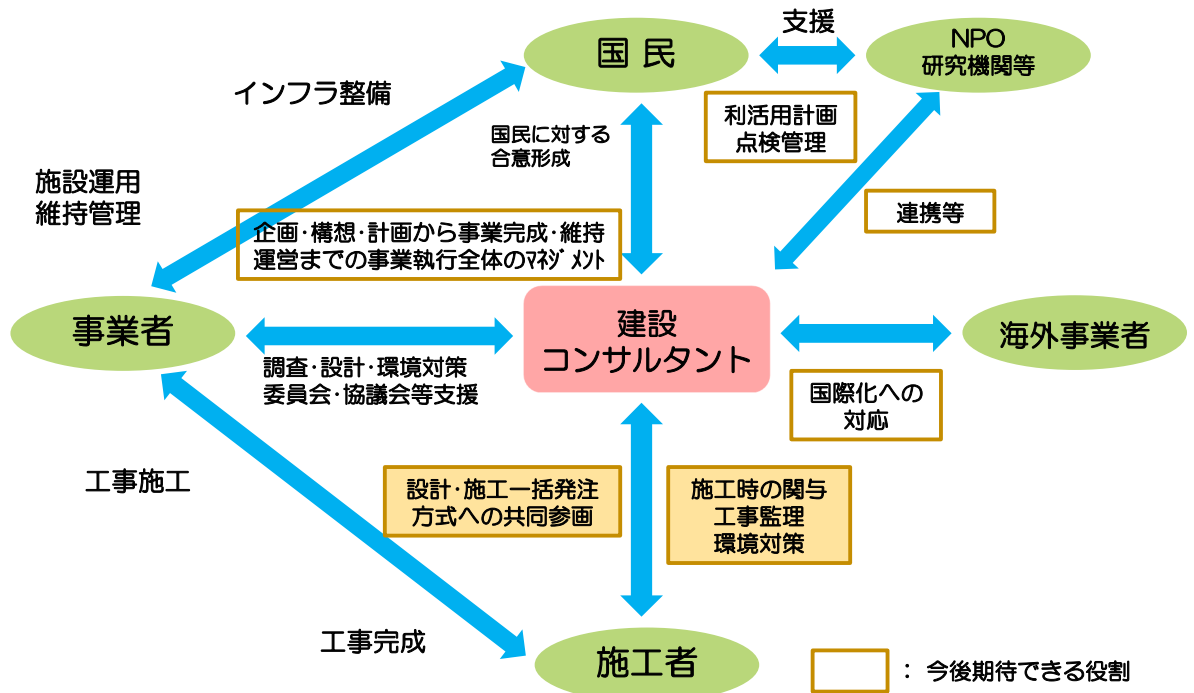 支援
国 民
NPO
研究機関等
インフラ整備
国民に対する
合意形成
利活用計画
点検管理
施設運用
維持管理
連携等
企画・構想・計画から事業完成・維持
運営までの事業執行全体のﾏﾈｼﾞﾒﾝﾄ
事業者
建設
コンサルタント
海外事業者
調査・設計・環境対策
委員会・協議会等支援
国際化への
対応
工事施工
設計・施工一括発注
方式への共同参画
施工時の関与
工事監理
環境対策
工事完成
施工者
：今後期待できる役割